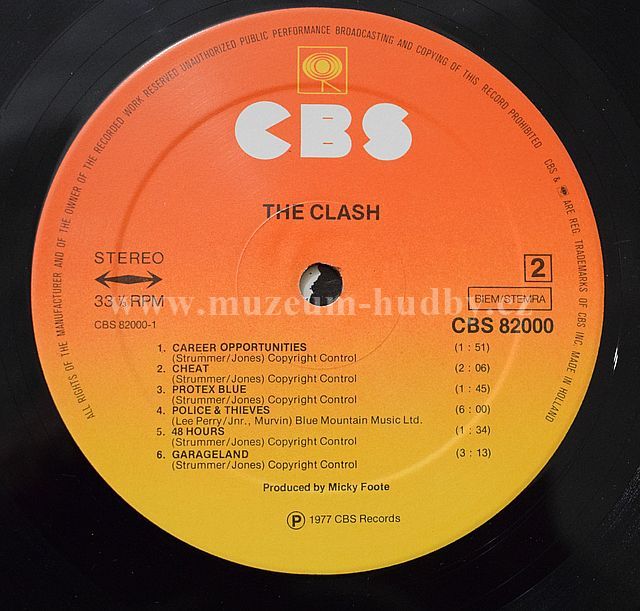 ALL RIGHTS OF THE MANUFACTURER AND OF THE OWNER OF THE RECORDED WORK RESERVED UNAUTHORIZED PUBLIC PERFORMANCE BROADCASTING AND COPYING OF THIS RECORD PROHIBITED
CBS & ARE REG. TRADEMARKS OF CBS INC. MADE IN HOLLAND
CBS
THE CLASH
STEREO
33⅓ RPM
CBS 82000-1
2
BIEM/STEMRA
CBS 82000
www.muzeum-hudby.cz
1. CAREER OPPORTUNITIES (1 : 51)
(Strummer/Jones) Copyright Control
2. CHEAT (2 : 06)
(Strummer/Jones) Copyright Control
3. PROTEX BLUE (1 : 45)
(Strummer/Jones) Copyright Control
4. POLICE & THIEVES (6 : 00)
(Lee Perry/Jnr., Murvin) Blue Mountain Music Ltd.
5. 48 HOURS (1 : 34)
(Strummer/Jones) Copyright Control
6. GARAGELAND (3 : 13)
(Strummer/Jones) Copyright Control
Produced by Micky Foote
Ⓟ 1977 CBS Records